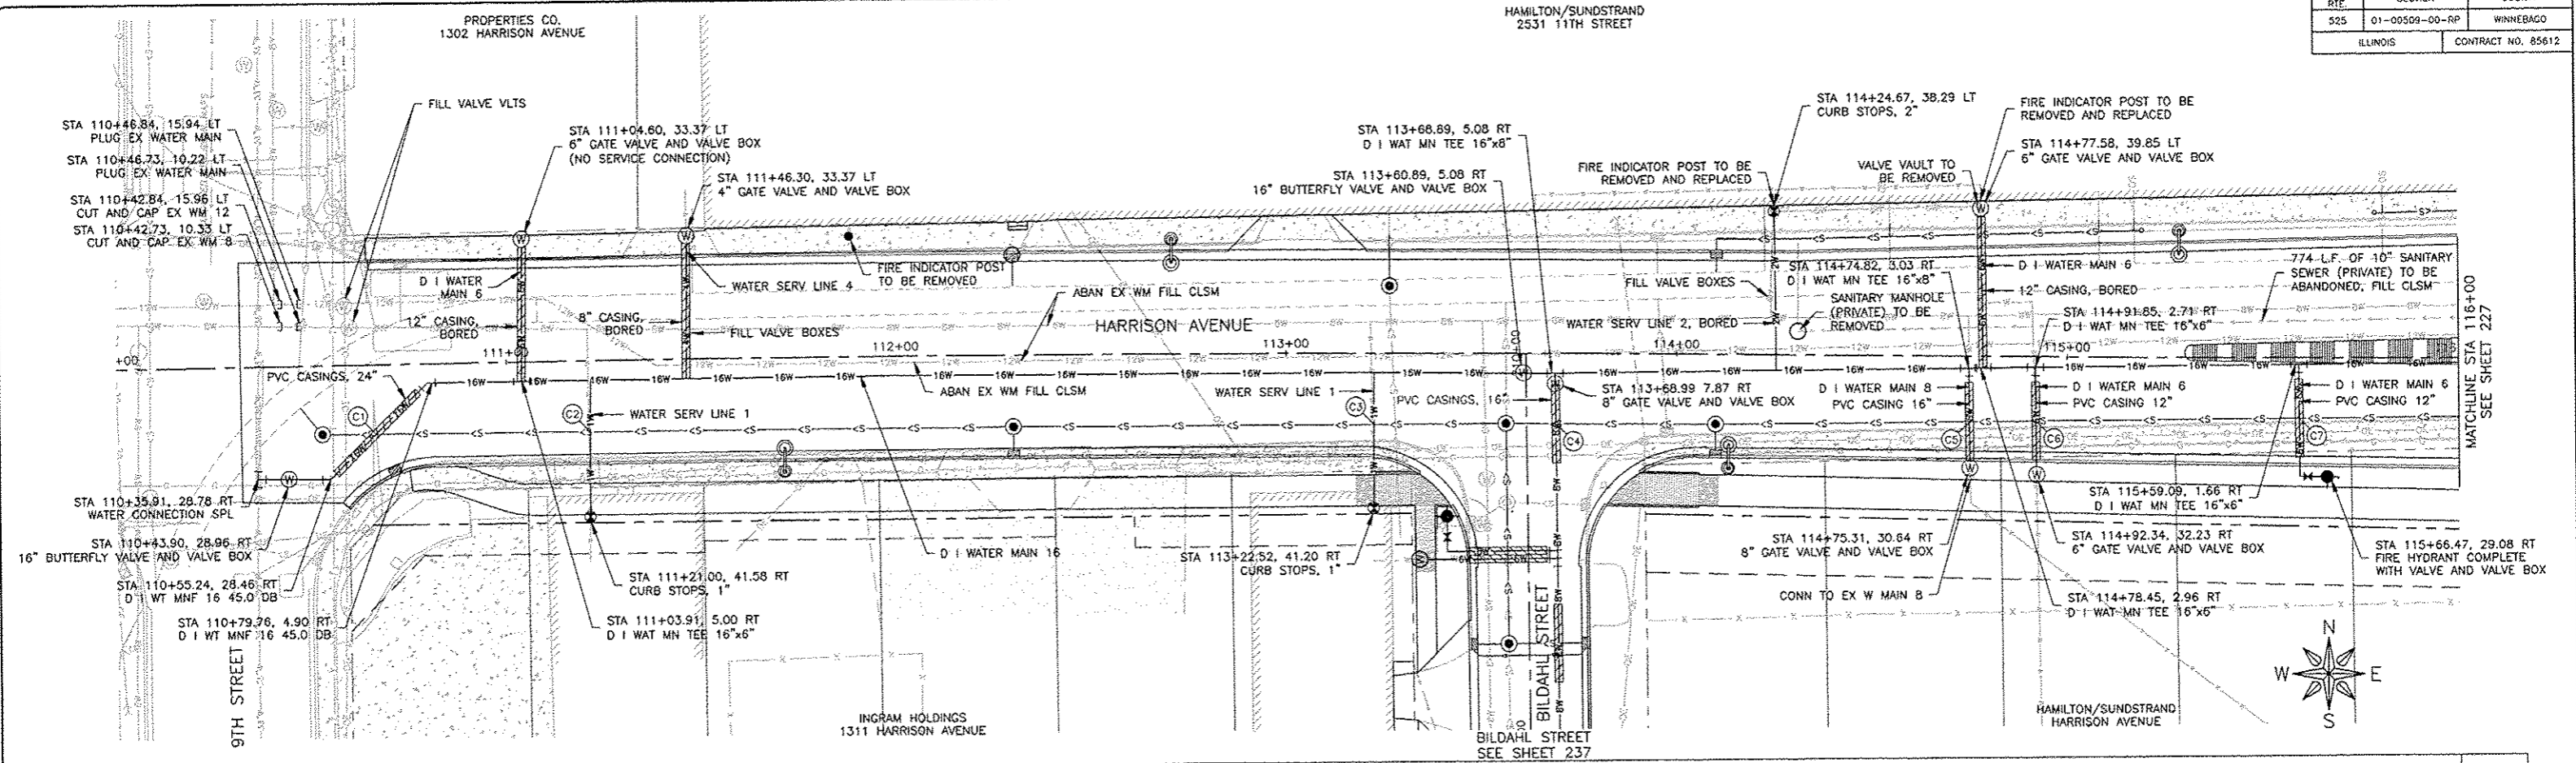 PROPERTIES CO.
1302 HARRISON AVENUE
HAMILTON/SUNDSTRAND
2531 11TH STREET
RTE.
525
01-00509-00-RP
WINNEBAGO
ILLINOIS
CONTRACT NO. 85612
FILL VALVE VLTS
STA 110+46.84, 15.94 LT
PLUG EX WATER MAIN
STA 110+46.73, 10.22 LT
PLUG EX WATER MAIN
STA 110+42.84, 15.96 LT
CUT AND CAP EX WM 12
STA 110+42.73, 10.33 LT
CUT AND CAP EX WM 8
STA 111+04.60, 33.37 LT
6" GATE VALVE AND VALVE BOX
(NO SERVICE CONNECTION)
STA 111+46.30, 33.37 LT
4" GATE VALVE AND VALVE BOX
STA 113+68.89, 5.08 RT
D I WAT MN TEE 16"x8"
STA 113+60.89, 5.08 RT
16" BUTTERFLY VALVE AND VALVE BOX
FIRE INDICATOR POST TO BE
REMOVED AND REPLACED
STA 114+24.67, 38.29 LT
CURB STOPS, 2"
VALVE VAULT TO
BE REMOVED
FIRE INDICATOR POST TO BE
REMOVED AND REPLACED
STA 114+77.58, 39.85 LT
6" GATE VALVE AND VALVE BOX
D I WATER
MAIN 6
12" CASING,
BORED
8" CASING,
BORED
WATER SERV LINE 4
FILL VALVE BOXES
FIRE INDICATOR POST
TO BE REMOVED
ABAN EX WM FILL CLSM
HARRISON AVENUE
FILL VALVE BOXES
WATER SERV LINE 2, BORED
STA 114+74.82, 3.03 RT
D I WAT MN TEE 16"x8"
SANITARY MANHOLE
(PRIVATE) TO BE
REMOVED
D I WATER MAIN 6
12" CASING, BORED
774 L.F. OF 10" SANITARY
SEWER (PRIVATE) TO BE
ABANDONED, FILL CLSM
STA 114+91.85, 2.71 RT
D I WAT MN TEE 16"x6"
MATCHLINE STA 116+00
SEE SHEET 227
+00
112+00
113+00
114+00
115+00
PVC CASINGS, 24"
C1
C2
WATER SERV LINE 1
ABAN EX WM FILL CLSM
WATER SERV LINE 1
C3
PVC CASINGS, 16"
STA 113+68.99 7.87 RT
8" GATE VALVE AND VALVE BOX
C4
D I WATER MAIN 8
PVC CASING 16"
C5
D I WATER MAIN 6
PVC CASING 12"
C6
D I WATER MAIN 6
PVC CASING 12"
C7
STA 110+35.91, 28.78 RT
WATER CONNECTION SPL
STA 110+43.90, 28.96 RT
16" BUTTERFLY VALVE AND VALVE BOX
STA 110+55.24, 28.46 RT
D I WT MNF 16 45.0 DB
STA 110+79.76, 4.90 RT
D I WT MNF 16 45.0 DB
STA 111+21.00, 41.58 RT
CURB STOPS, 1"
STA 111+03.91, 5.00 RT
D I WAT MN TEE 16"x6"
D I WATER MAIN 16
STA 113+22.52, 41.20 RT
CURB STOPS, 1"
STA 114+75.31, 30.64 RT
8" GATE VALVE AND VALVE BOX
CONN TO EX W MAIN 8
STA 115+59.09, 1.66 RT
D I WAT MN TEE 16"x6"
STA 114+92.34, 32.23 RT
6" GATE VALVE AND VALVE BOX
STA 114+78.45, 2.96 RT
D I WAT MN TEE 16"x6"
STA 115+66.47, 29.08 RT
FIRE HYDRANT COMPLETE
WITH VALVE AND VALVE BOX
9TH STREET
BILDAHL STREET
INGRAM HOLDINGS
1311 HARRISON AVENUE
BILDAHL STREET
SEE SHEET 237
HAMILTON/SUNDSTRAND
HARRISON AVENUE
N
W
E
S